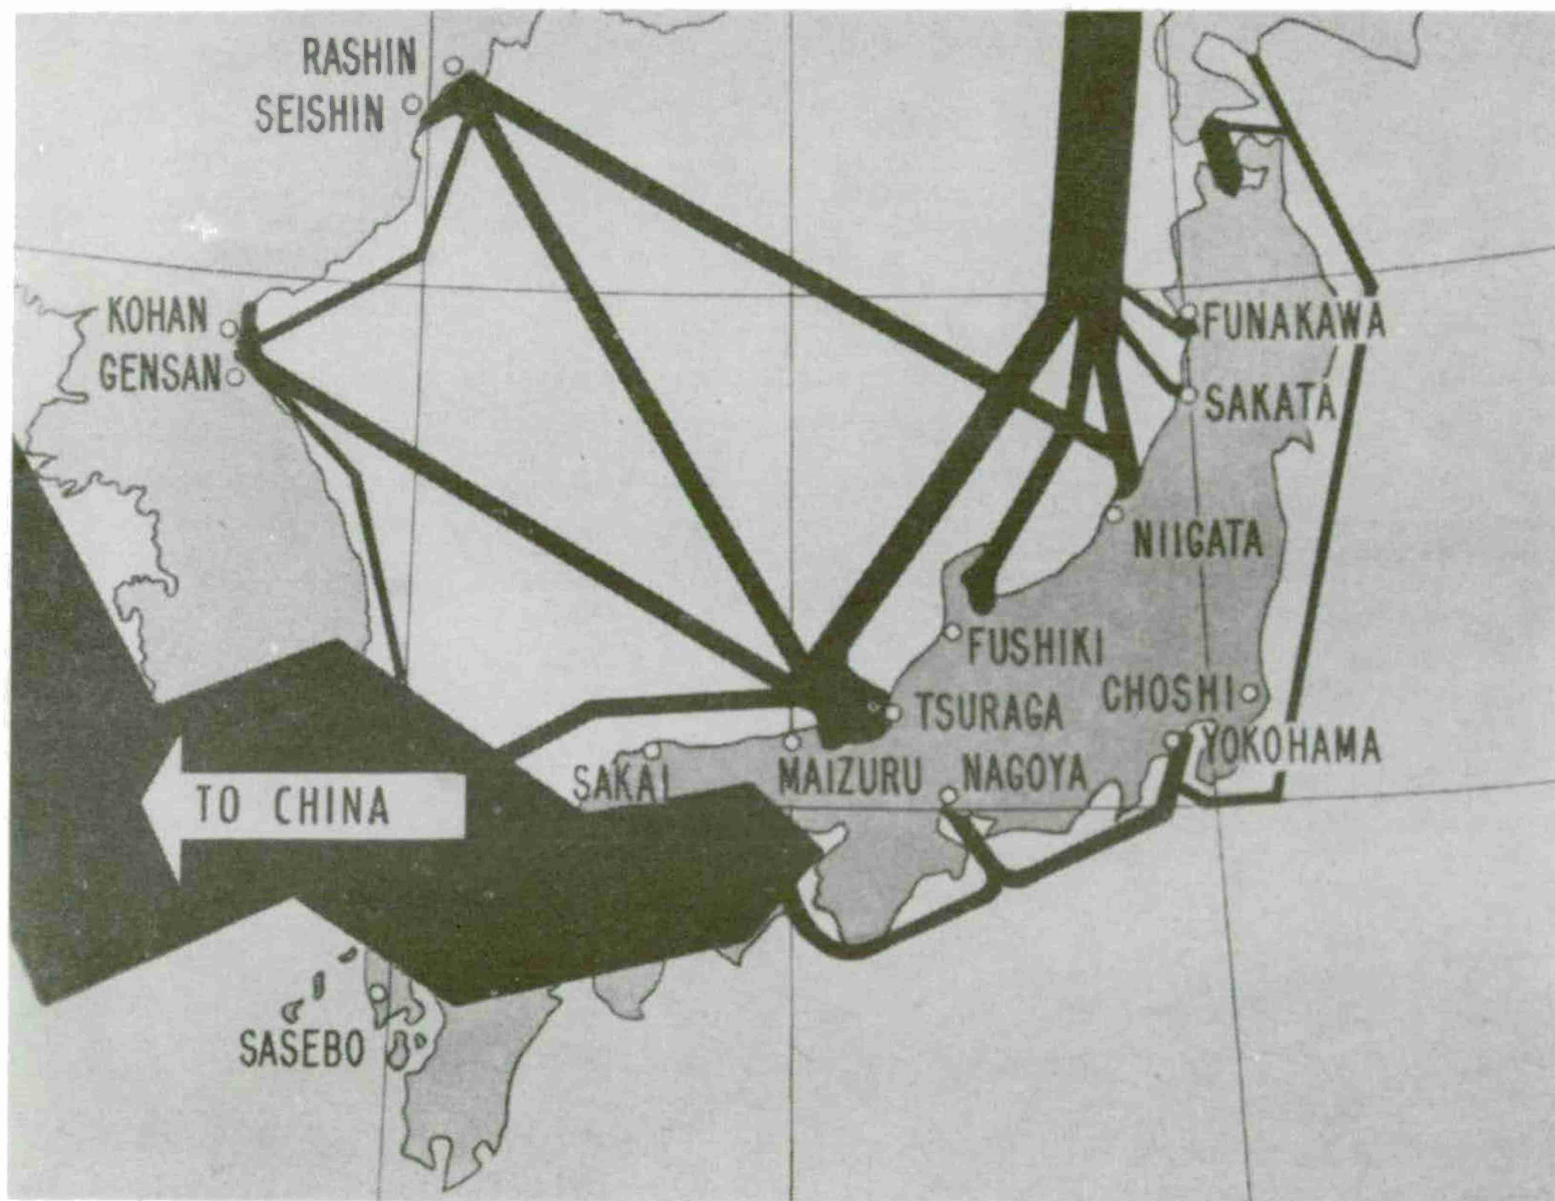 RASHIN
SEISHIN
KOHAN
GENSAN
FUNAKAWA
SAKATA
NIIGATA
FUSHIKI
CHOSHI
TSURAGA
YOKOHAMA
SAKAI
MAIZURU
NAGOYA
TO CHINA
SASEBO